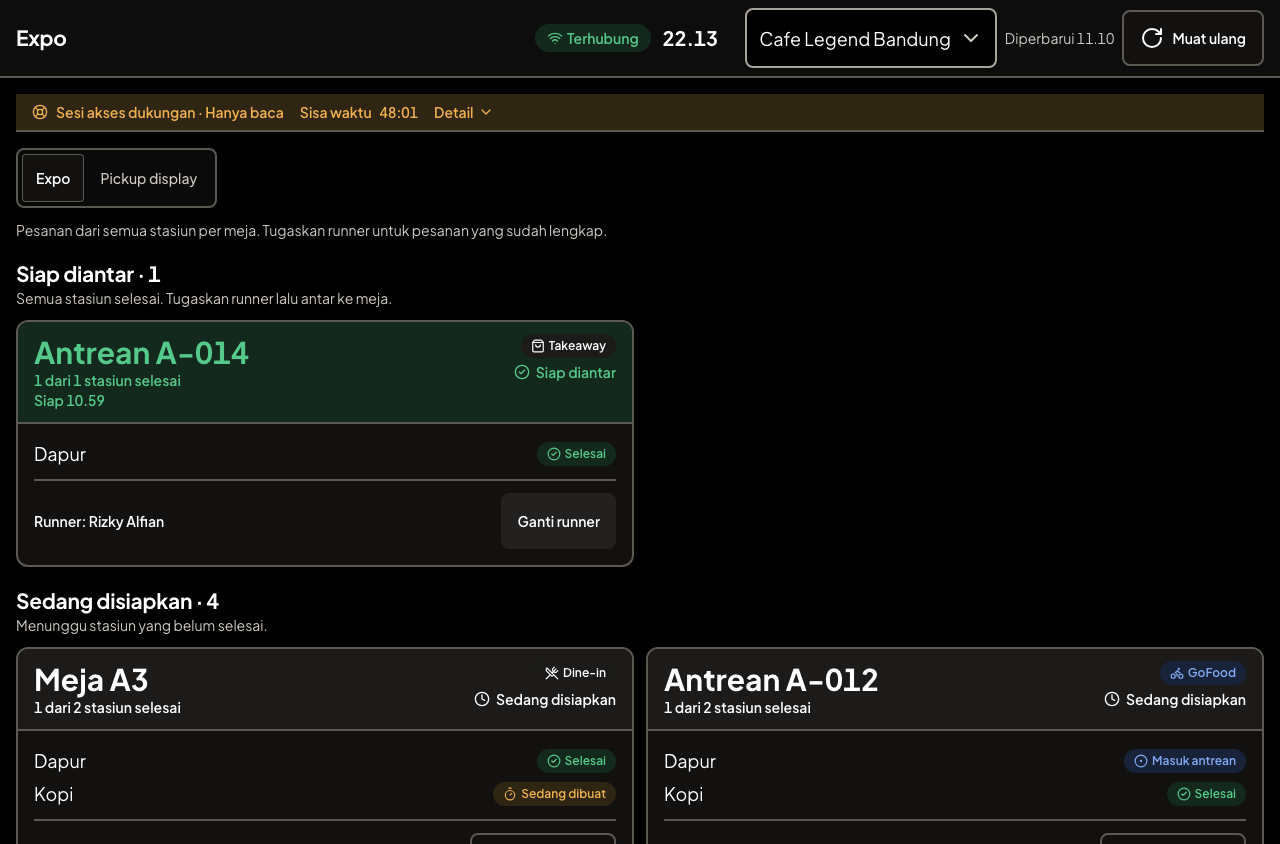 Expo
Terhubung
22.13
Cafe Legend Bandung
Diperbarui 11.10
Muat ulang
Sesi akses dukungan · Hanya baca
Sisa waktu 48:01
Detail
Expo
Pickup display
Pesanan dari semua stasiun per meja. Tugaskan runner untuk pesanan yang sudah lengkap.
Siap diantar · 1
Semua stasiun selesai. Tugaskan runner lalu antar ke meja.
Antrean A-014
Takeaway
1 dari 1 stasiun selesai
Siap diantar
Siap 10.59
Dapur
Selesai
Runner: Rizky Alfian
Ganti runner
Sedang disiapkan · 4
Menunggu stasiun yang belum selesai.
Meja A3
Dine-in
1 dari 2 stasiun selesai
Sedang disiapkan
Dapur
Selesai
Kopi
Sedang dibuat
Antrean A-012
GoFood
1 dari 2 stasiun selesai
Sedang disiapkan
Dapur
Masuk antrean
Kopi
Selesai